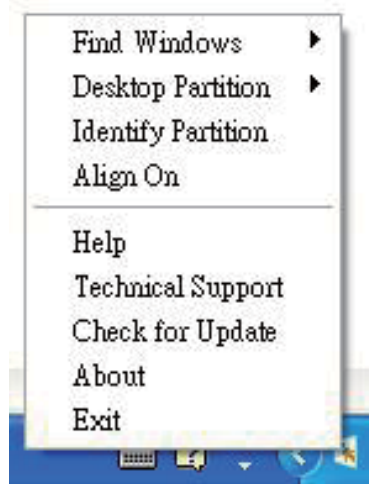 Find Windows
Desktop Partition
Identify Partition
Align On
Help
Technical Support
Check for Update
About
Exit